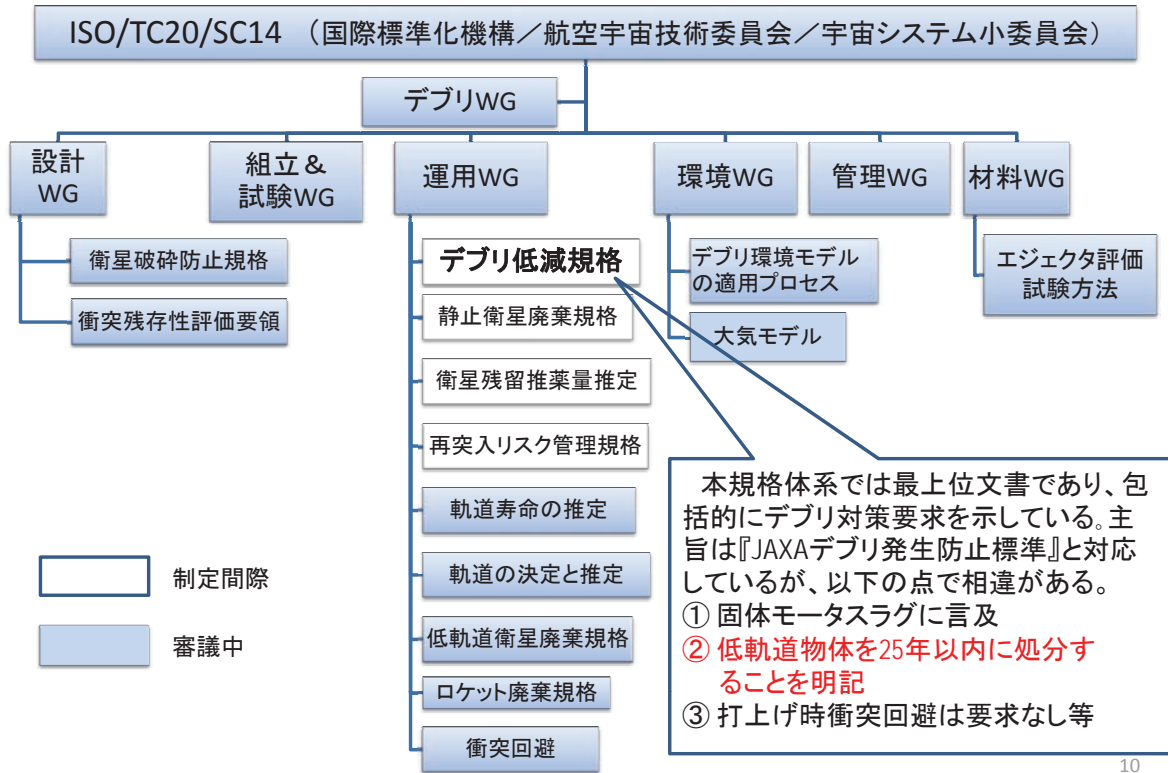 ISO/TC20/SC14 （国際標準化機構／航空宇宙技術委員会／宇宙システム小委員会）
デブリWG
設計
WG
組立＆
試験WG
運用WG
環境WG
管理WG
材料WG
衛星破砕防止規格
衝突残存性評価要領
デブリ低減規格
静止衛星廃棄規格
衛星残留推薬量推定
再突入リスク管理規格
軌道寿命の推定
軌道の決定と推定
低軌道衛星廃棄規格
ロケット廃棄規格
衝突回避
デブリ環境モデル
の適用プロセス
大気モデル
エジェクタ評価
試験方法
制定間際
審議中
本規格体系では最上位文書であり、包
括的にデブリ対策要求を示している。主
旨は『JAXAデブリ発生防止標準』と対応
しているが、以下の点で相違がある。
① 固体モータスラグに言及
② 低軌道物体を25年以内に処分す
ることを明記
③ 打上げ時衝突回避は要求なし等
10